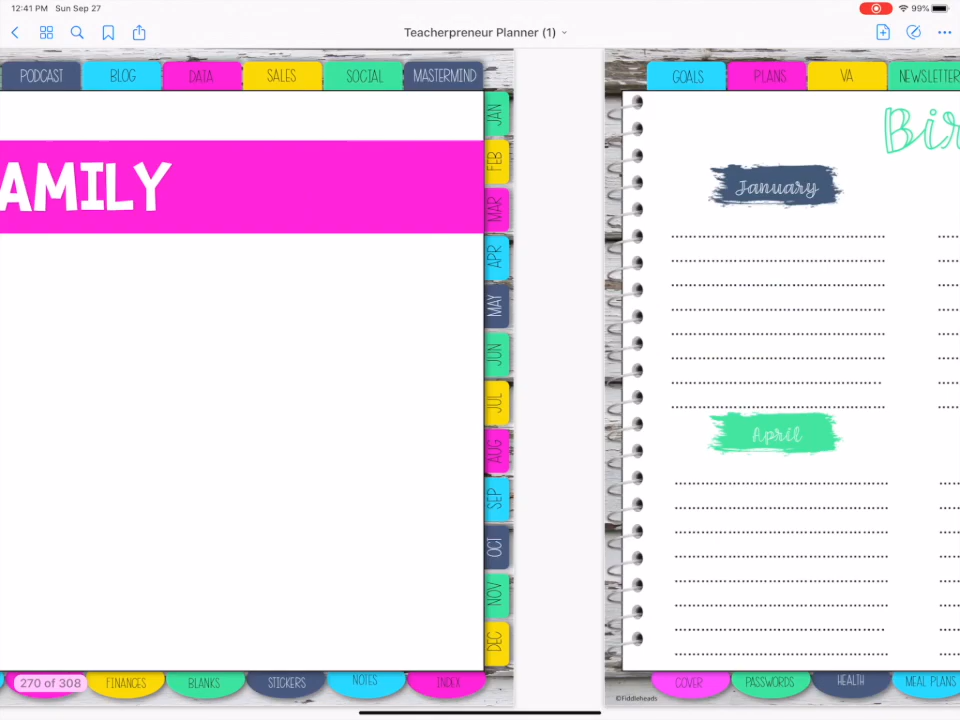 12:41 PM Sun Sep 27
99%
Teacherpreneur Planner (1)
PODCAST
BLOG
DATA
SALES
SOCIAL
MASTERMIND
GOALS
PLANS
VA
NEWSLETTER
AMILY
JAN
FEB
MAR
APR
MAY
JUN
JUL
AUG
SEP
OCT
NOV
DEC
Bir
January
April
270 of 308
FINANCES
BLANKS
STICKERS
NOTES
INDEX
©Fiddleheads
COVER
PASSWORDS
HEALTH
MEAL PLANS